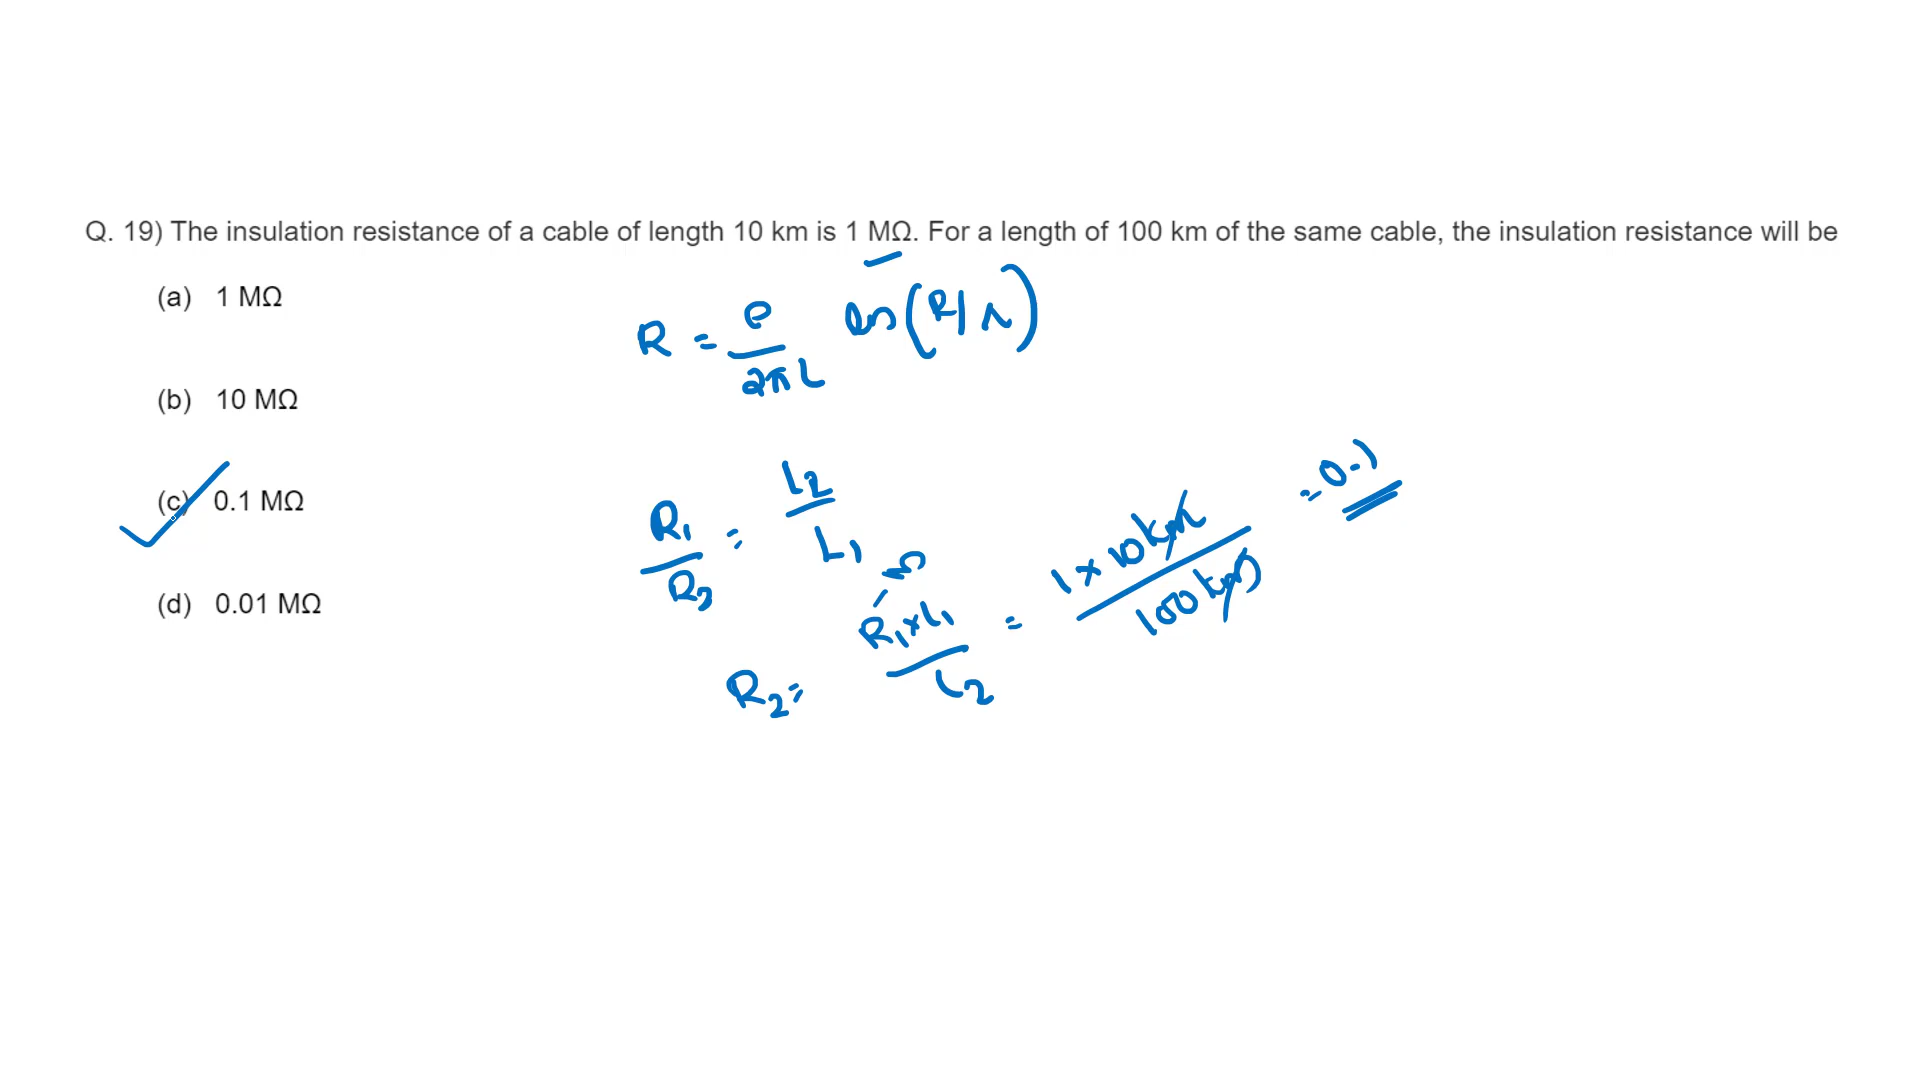 Q. 19) The insulation resistance of a cable of length 10 km is 1 MΩ. For a length of 100 km of the same cable, the insulation resistance will be
(a) 1 MΩ
R = ρ/2πL ln(R/r)
(b) 10 MΩ
(c) 0.1 MΩ
R₁/R₂ = L₂/L₁
(d) 0.01 MΩ
R₂ = R₁×L₁/L₂ = 1 × 10km/100km = 0.1